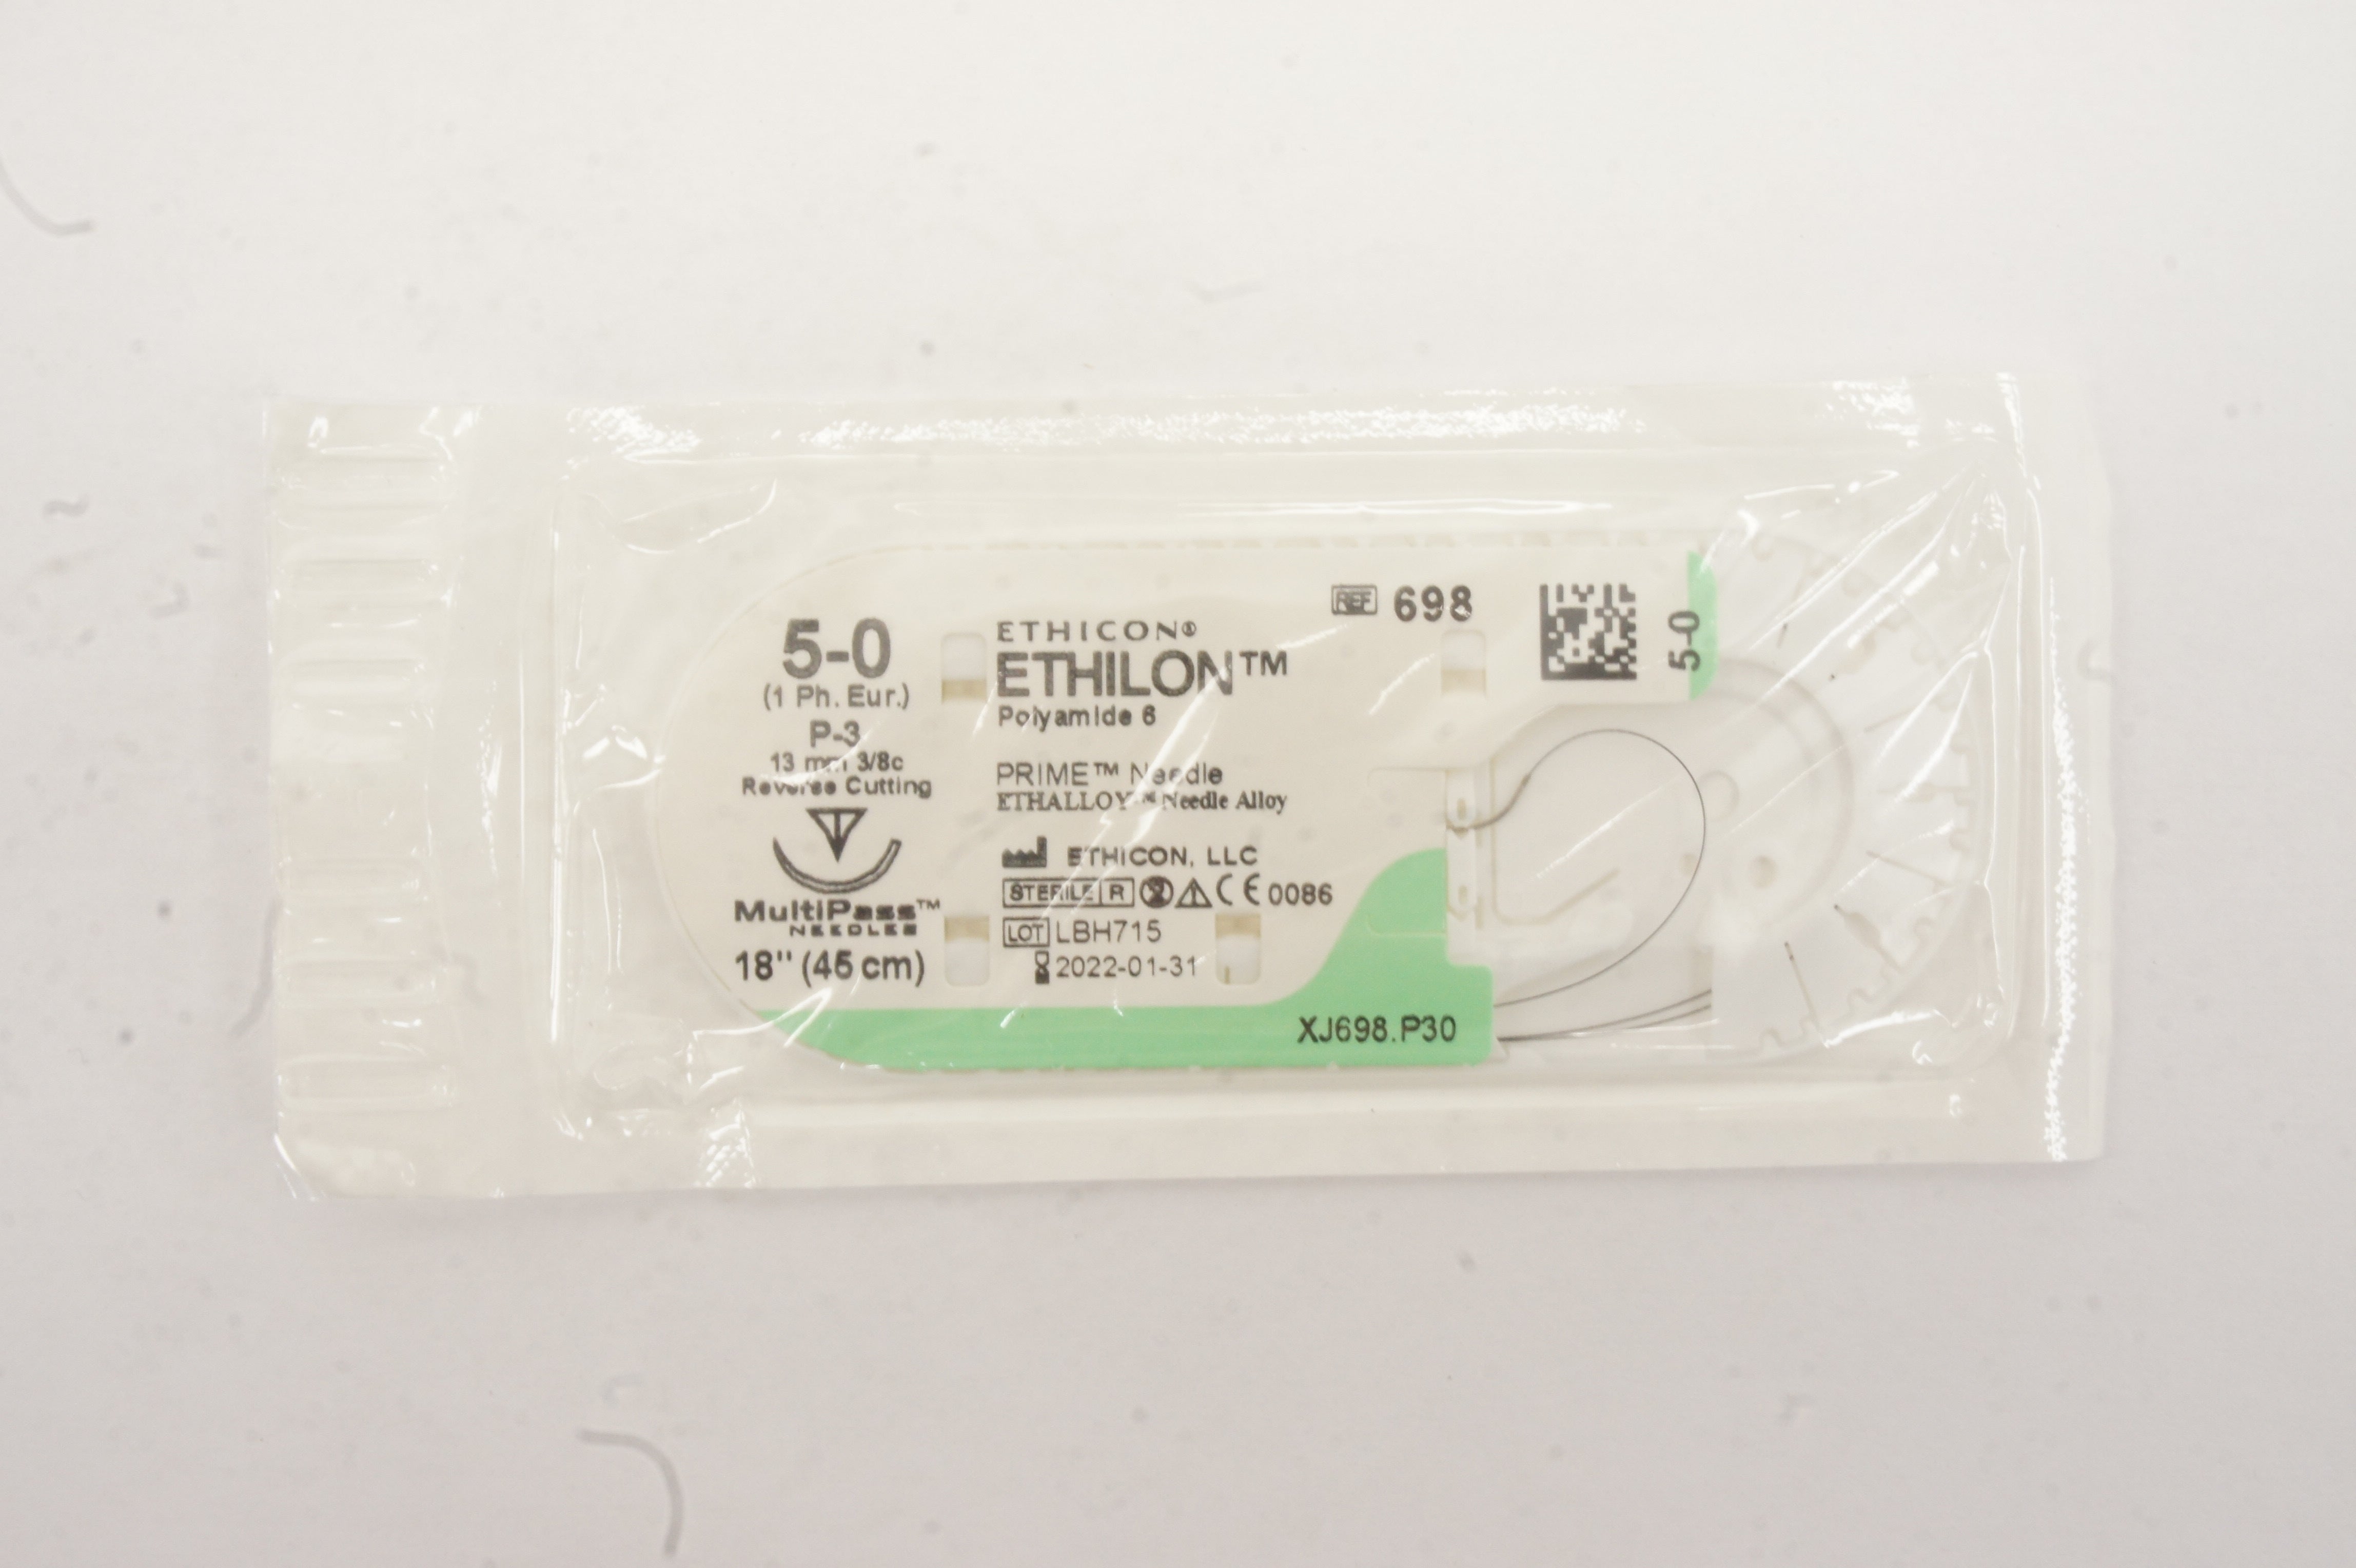 5-0
(1 Ph. Eur.)
P-3
13 mm 3/8c
Reverse Cutting
MultiPass™
NEEDLES
18" (45 cm)
ETHICON®
ETHILON™
Polyamide 6
PRIME™ Needle
ETHALLOY™ Needle Alloy
ETHICON, LLC
STERILE R 2 CE 0086
LOT LBH715
2022-01-31
REF 698
5-0
XJ698.P30